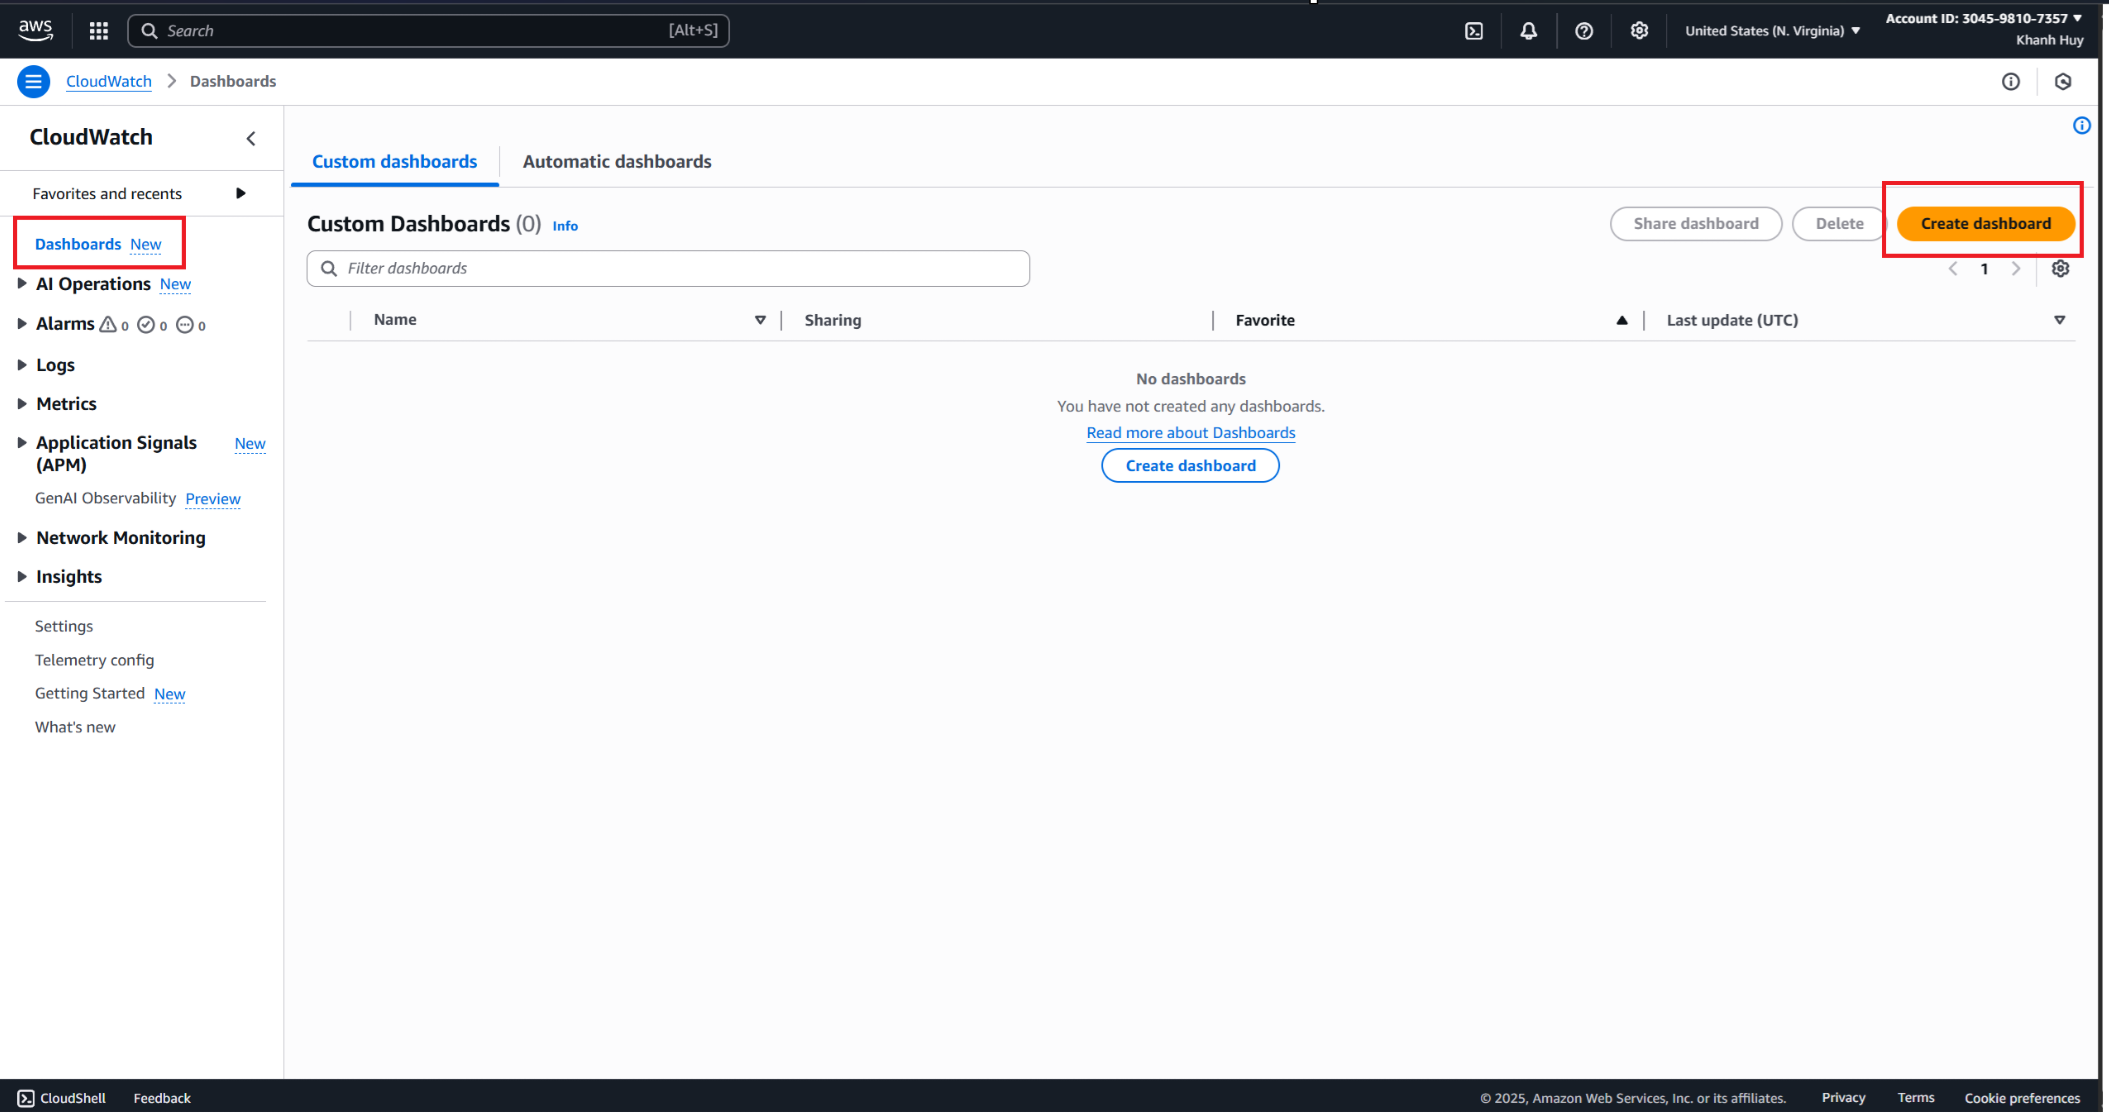 aws
Search [Alt+S]
United States (N. Virginia)
Account ID: 3045-9810-7357
Khanh Huy
CloudWatch > Dashboards
CloudWatch
Favorites and recents
Dashboards New
AI Operations New
Alarms 0 0 0
Logs
Metrics
Application Signals New
(APM)
GenAI Observability Preview
Network Monitoring
Insights
Settings
Telemetry config
Getting Started New
What's new
Custom dashboards
Automatic dashboards
Custom Dashboards (0) Info
Share dashboard
Delete
Create dashboard
Filter dashboards
1
Name
Sharing
Favorite
Last update (UTC)
No dashboards
You have not created any dashboards.
Read more about Dashboards
Create dashboard
CloudShell
Feedback
© 2025, Amazon Web Services, Inc. or its affiliates.
Privacy
Terms
Cookie preferences